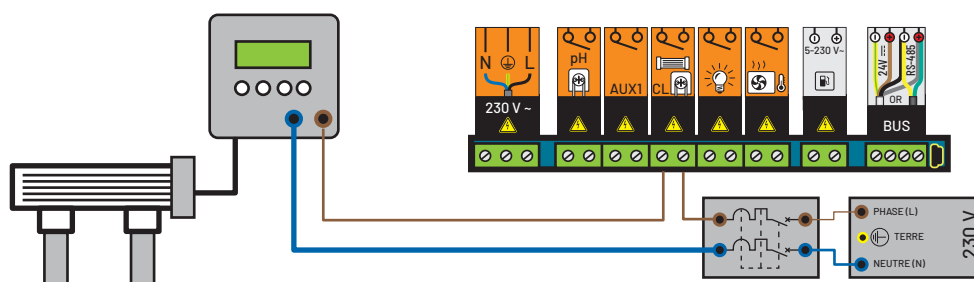 N L
230 V ~
pH
AUX1
CL
5-230 V~
24V
RS-485
OR
BUS
PHASE (L)
TERRE
NEUTRE (N)
230 V